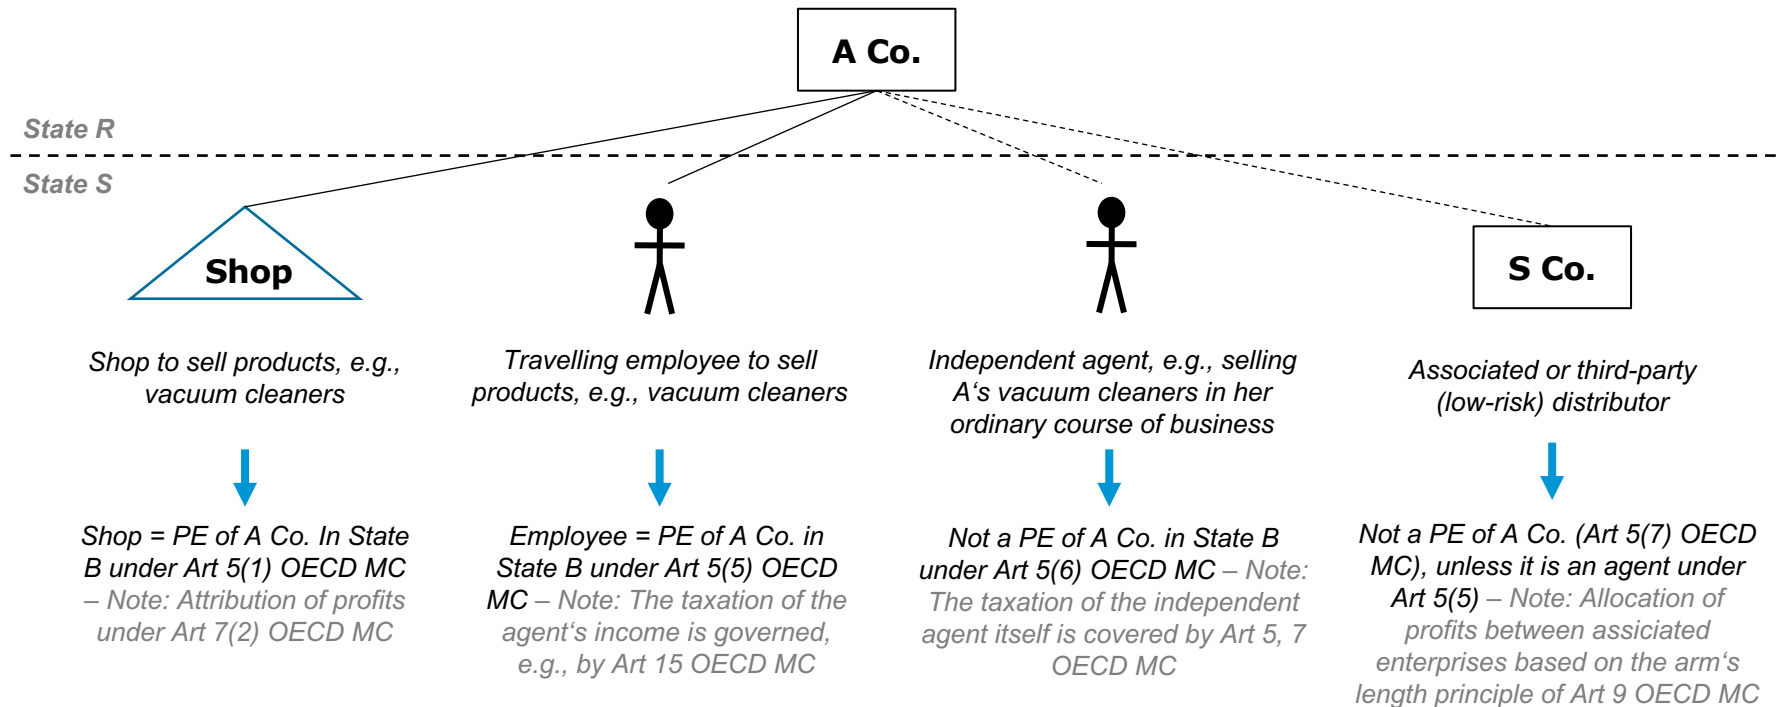 A Co.
State R
State S
Shop
S Co.
Shop to sell products, e.g.,
vacuum cleaners
Travelling employee to sell
products, e.g., vacuum cleaners
Independent agent, e.g., selling
A‘s vacuum cleaners in her
ordinary course of business
Associated or third-party
(low-risk) distributor
Shop = PE of A Co. In State
B under Art 5(1) OECD MC
– Note: Attribution of profits
under Art 7(2) OECD MC
Employee = PE of A Co. in
State B under Art 5(5) OECD
MC – Note: The taxation of the
agent‘s income is governed,
e.g., by Art 15 OECD MC
Not a PE of A Co. in State B
under Art 5(6) OECD MC – Note:
The taxation of the independent
agent itself is covered by Art 5, 7
OECD MC
Not a PE of A Co. (Art 5(7) OECD
MC), unless it is an agent under
Art 5(5) – Note: Allocation of
profits between assiciated
enterprises based on the arm‘s
length principle of Art 9 OECD MC